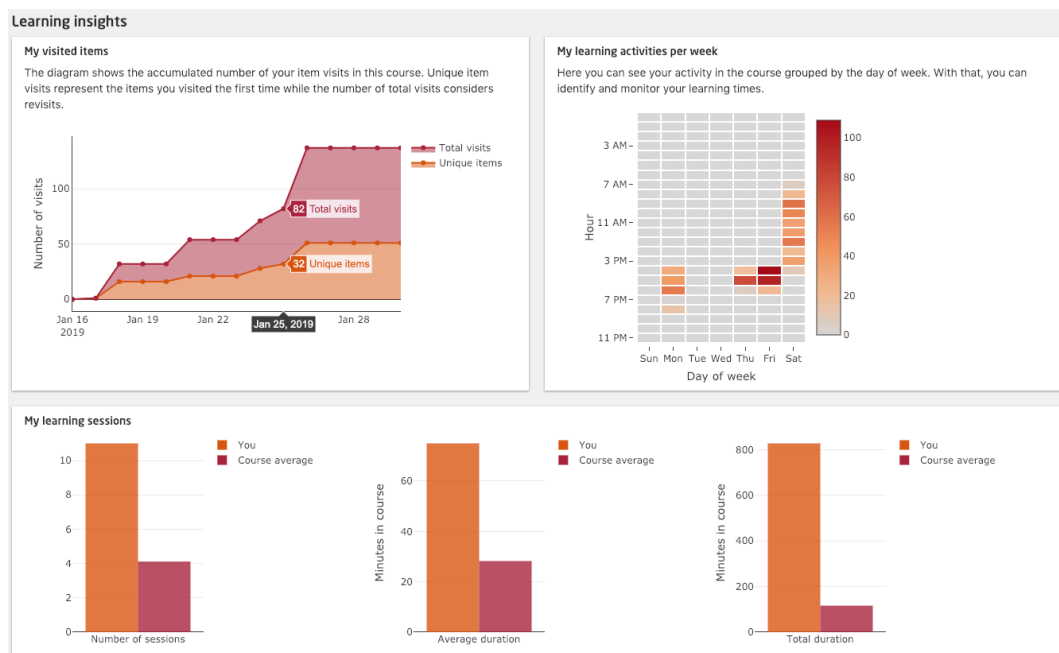 Learning insights
My visited items
The diagram shows the accumulated number of your item visits in this course. Unique item
visits represent the items you visited the first time while the number of total visits considers
revisits.
Total visits
Unique items
Number of visits
100
50
0
82 Total visits
32 Unique items
Jan 16
2019
Jan 19
Jan 22
Jan 25, 2019
Jan 28
My learning activities per week
Here you can see your activity in the course grouped by the day of week. With that, you can
identify and monitor your learning times.
Hour
3 AM
7 AM
11 AM
3 PM
7 PM
11 PM
Sun Mon Tue Wed Thu Fri Sat
Day of week
100
80
60
40
20
0
My learning sessions
You
Course average
10
8
6
4
2
0
Number of sessions
You
Course average
Minutes in course
60
40
20
0
Average duration
You
Course average
Minutes in course
800
600
400
200
0
Total duration